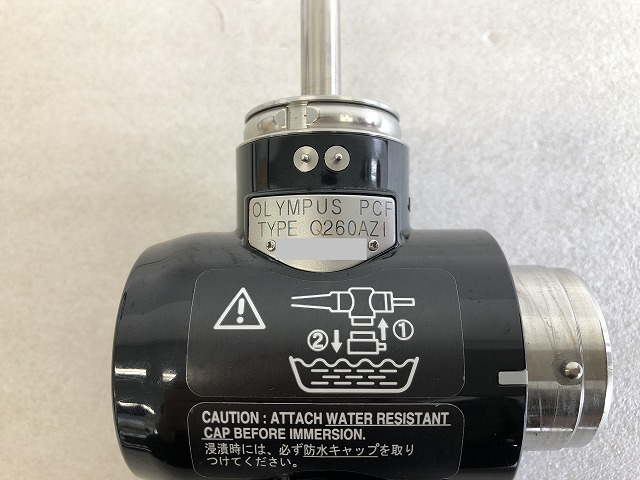 OLYMPUS PCF
TYPE Q260AZI
①
②
CAUTION : ATTACH WATER RESISTANT
CAP BEFORE IMMERSION.
浸漬時には、必ず防水キャップを取り
つけてください。